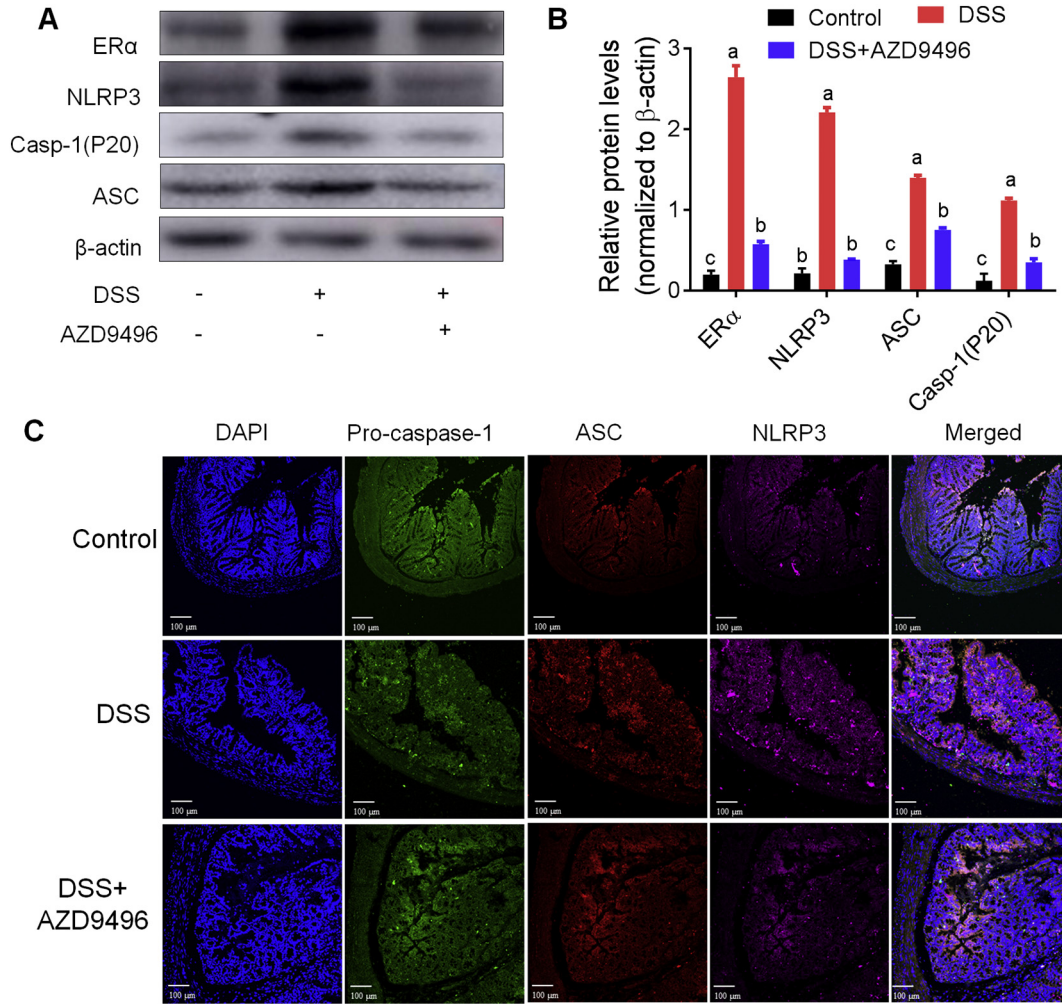 A
ERα
NLRP3
Casp-1(P20)
ASC
β-actin
DSS - + +
AZD9496 - - +
B
Control DSS
DSS+AZD9496
Relative protein levels
(normalized to β-actin)
3
2
1
0
c a b
b a b
c a b
c a b
ERα
NLRP3
ASC
Casp-1(P20)
C
DAPI Pro-caspase-1 ASC NLRP3 Merged
Control
100 μm 100 μm 100 μm 100 μm 100 μm
DSS
100 μm 100 μm 100 μm 100 μm 100 μm
DSS+
AZD9496
100 μm 100 μm 100 μm 100 μm 100 μm